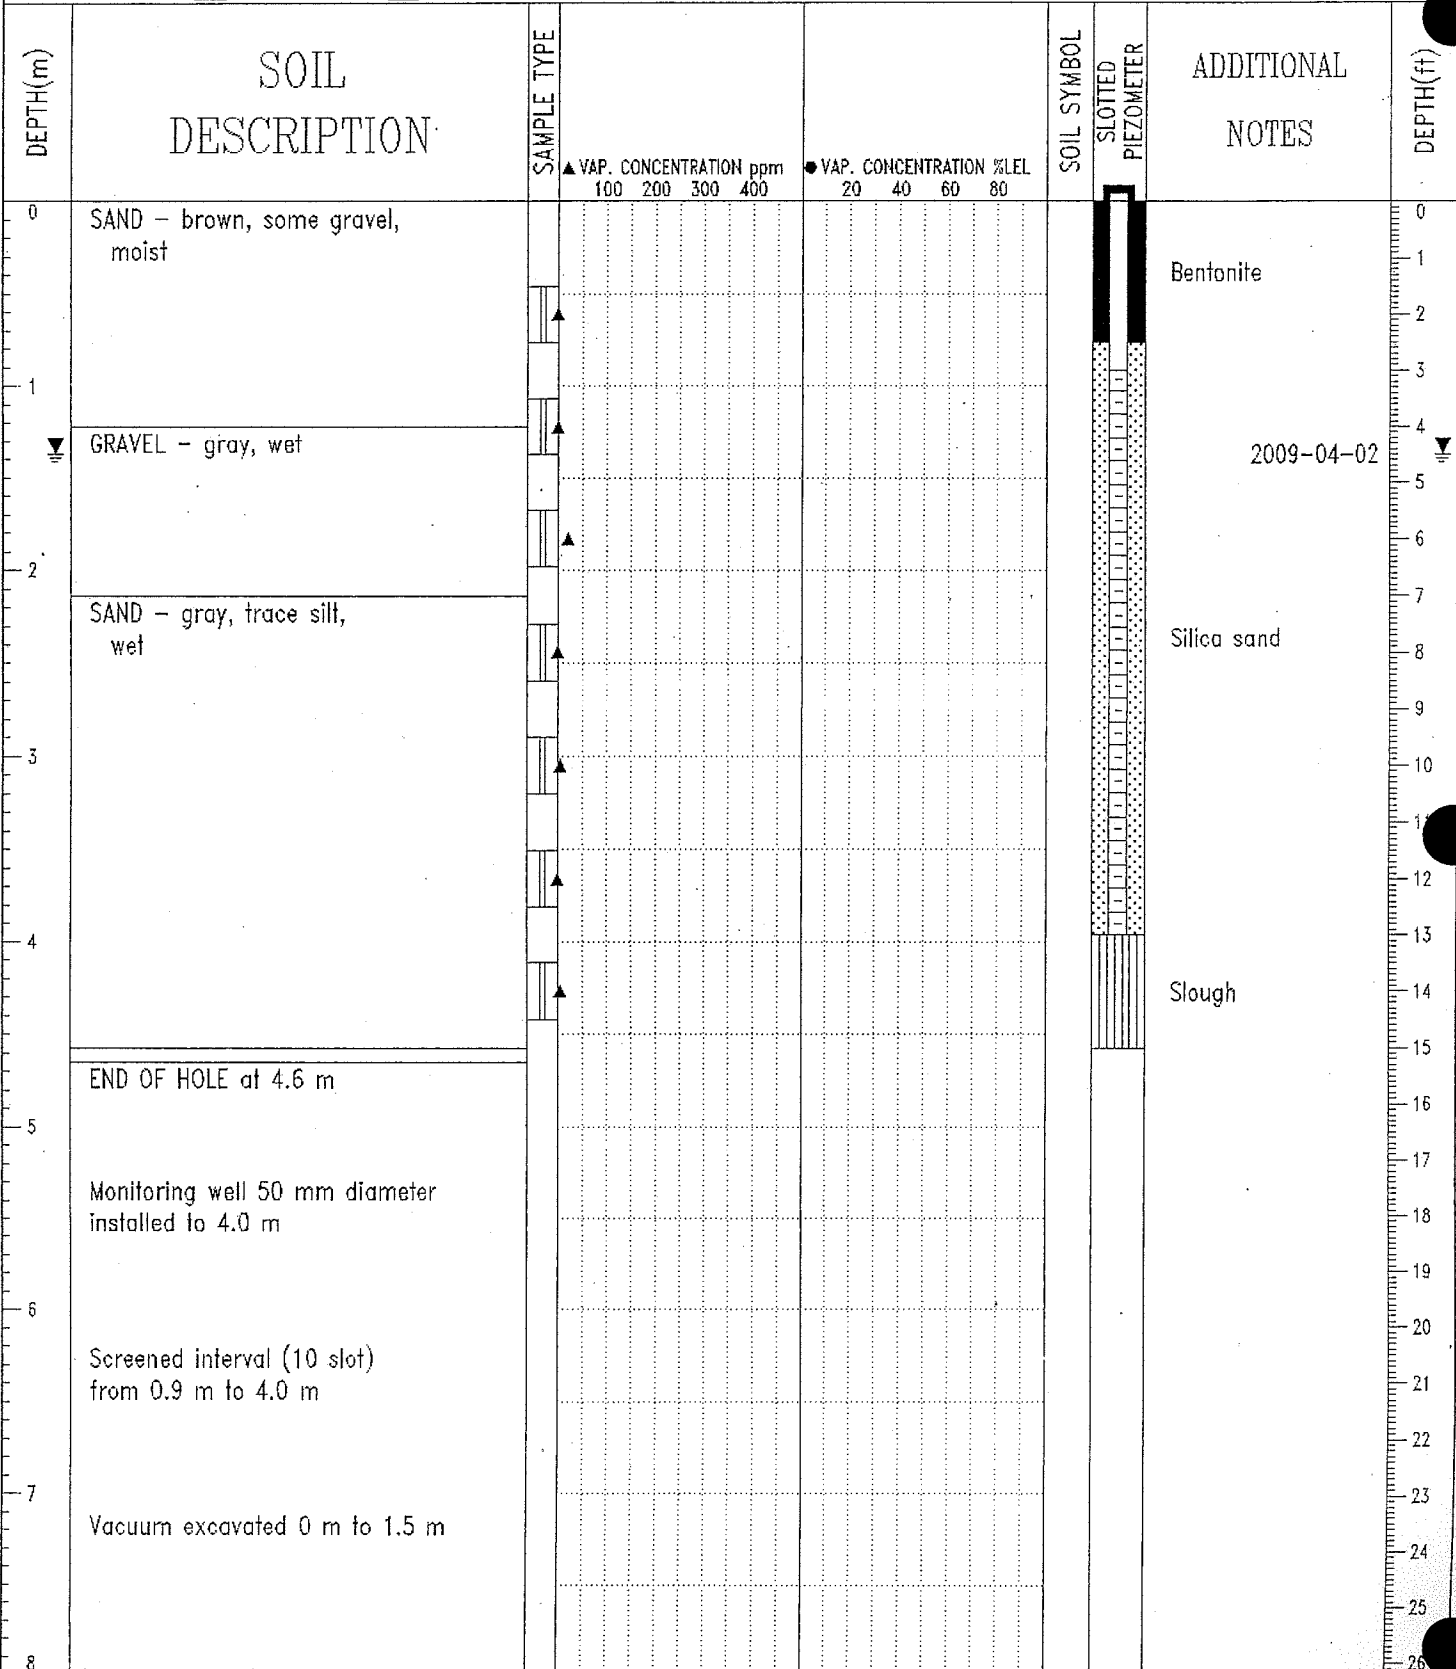 DEPTH(m)
SOIL
DESCRIPTION
SAMPLE TYPE
▲ VAP. CONCENTRATION ppm
100 200 300 400
● VAP. CONCENTRATION %LEL
20 40 60 80
SOIL SYMBOL
SLOTTED
PIEZOMETER
ADDITIONAL
NOTES
DEPTH(ft)
0
1
2
3
4
5
6
7
8
SAND - brown, some gravel,
moist
GRAVEL - gray, wet
SAND - gray, trace silt,
wet
END OF HOLE at 4.6 m
Monitoring well 50 mm diameter
installed to 4.0 m
Screened interval (10 slot)
from 0.9 m to 4.0 m
Vacuum excavated 0 m to 1.5 m
Bentonite
2009-04-02
Silica sand
Slough
0
1
2
3
4
5
6
7
8
9
10
11
12
13
14
15
16
17
18
19
20
21
22
23
24
25
26